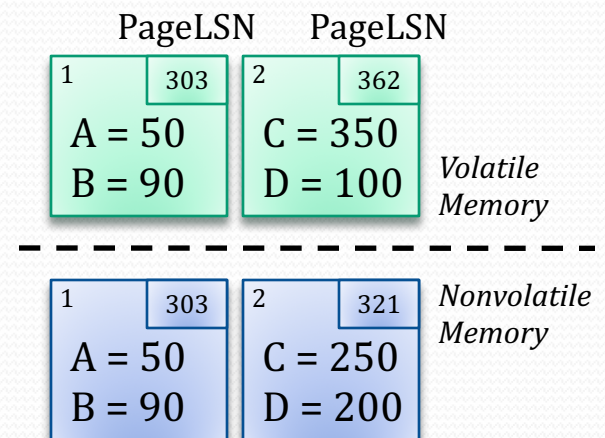 PageLSN PageLSN
1 303 2 362
A = 50 C = 350
B = 90 D = 100
Volatile
Memory
1 303 2 321
A = 50 C = 250
B = 90 D = 200
Nonvolatile
Memory